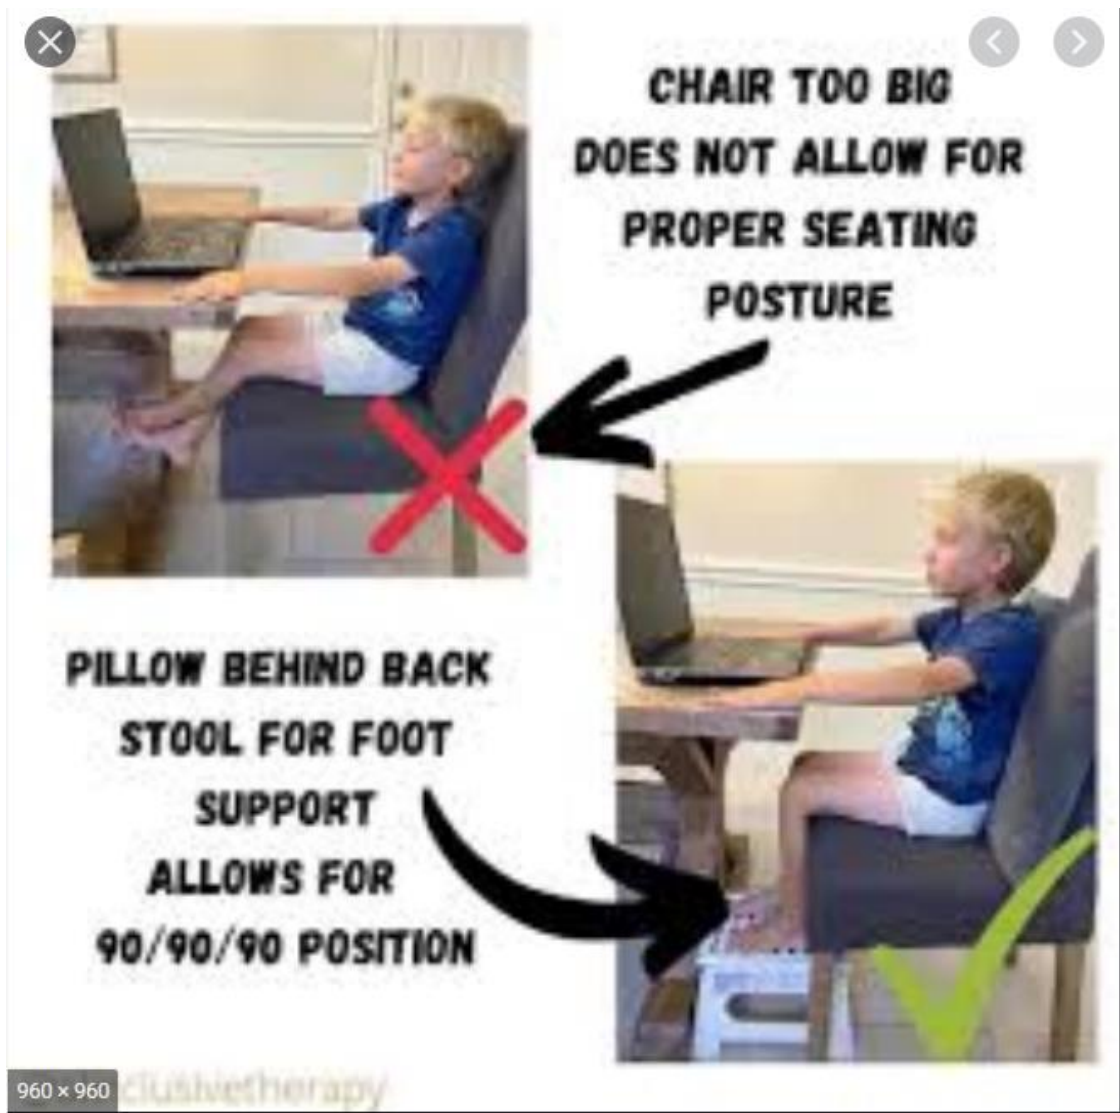 CHAIR TOO BIG
DOES NOT ALLOW FOR
PROPER SEATING
POSTURE
PILLOW BEHIND BACK
STOOL FOR FOOT
SUPPORT
ALLOWS FOR
90/90/90 POSITION
960 × 960